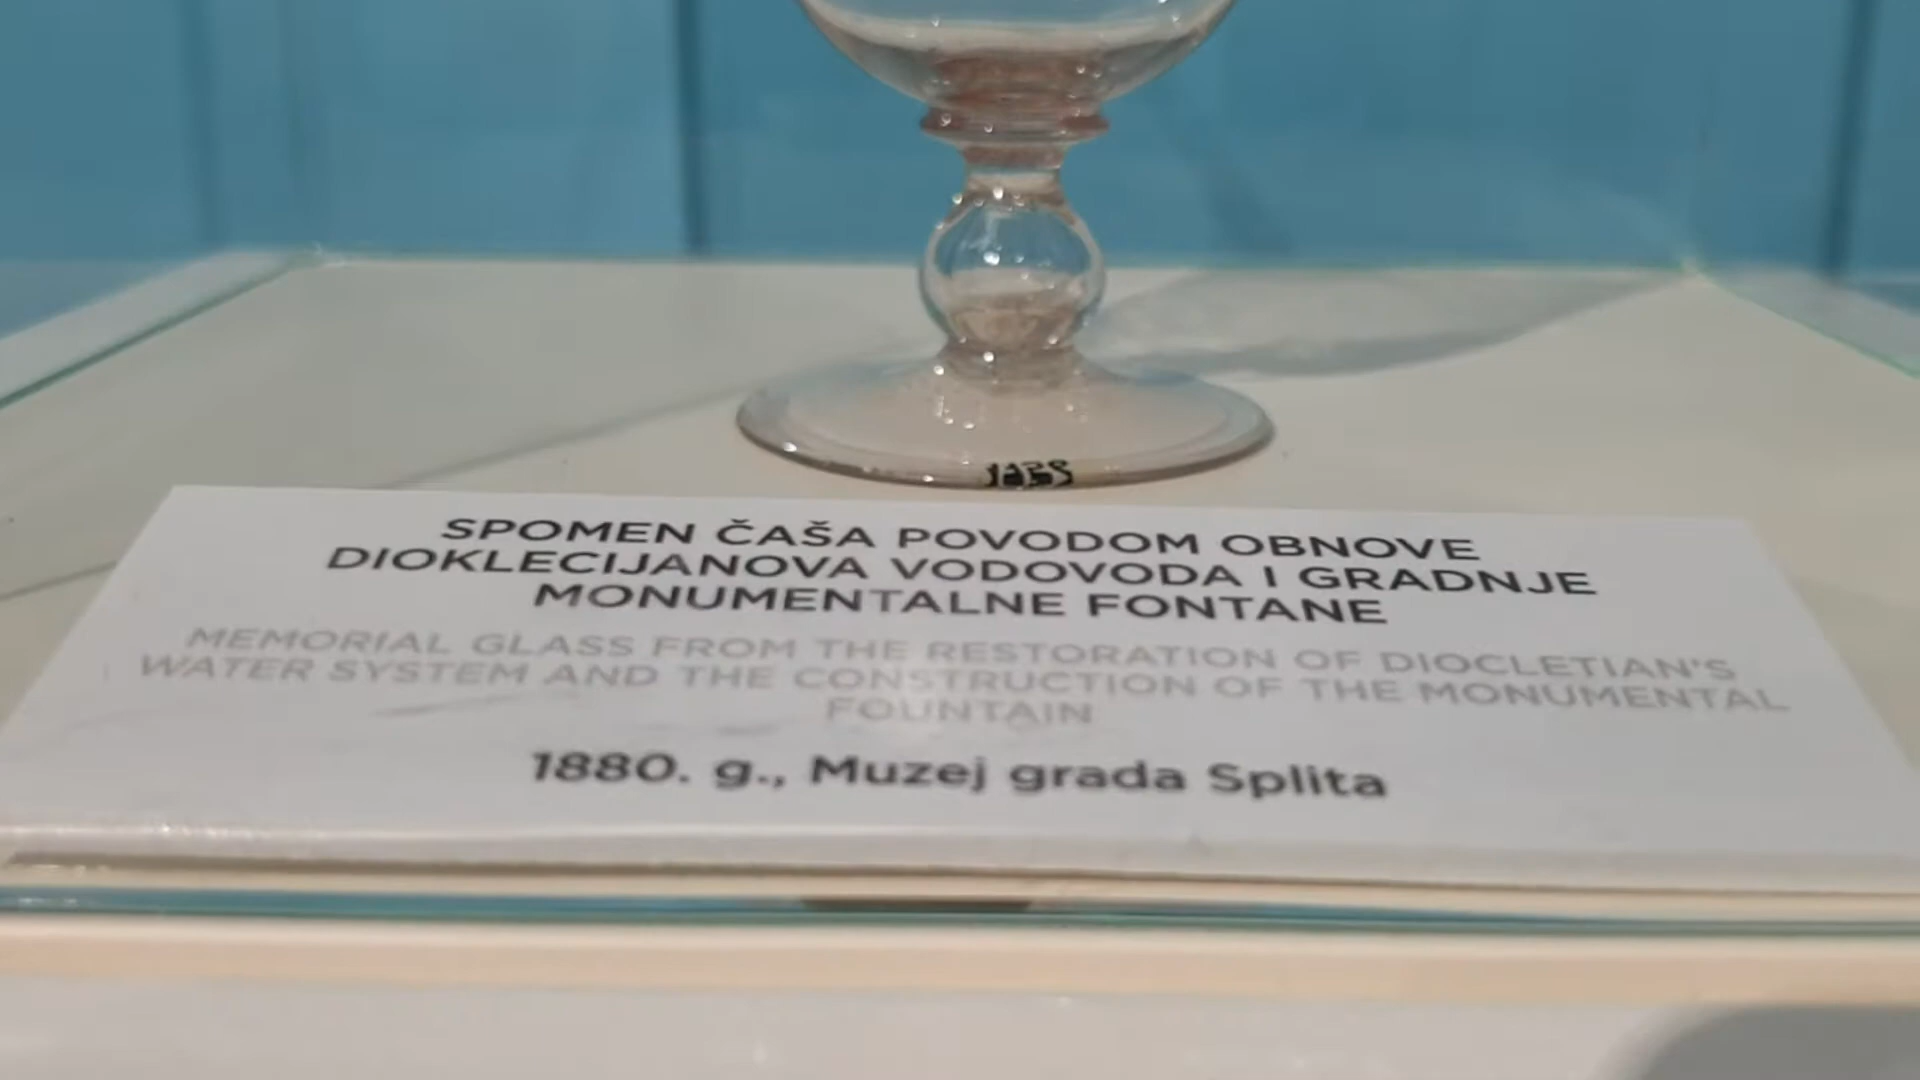 SPOMEN ČAŠA POVODOM OBNOVE
DIOKLECIJANOVA VODOVODA I GRADNJE
MONUMENTALNE FONTANE
MEMORIAL GLASS FROM THE RESTORATION OF DIOCLETIAN'S
WATER SYSTEM AND THE CONSTRUCTION OF THE MONUMENTAL
FOUNTAIN
1880. g., Muzej grada Splita